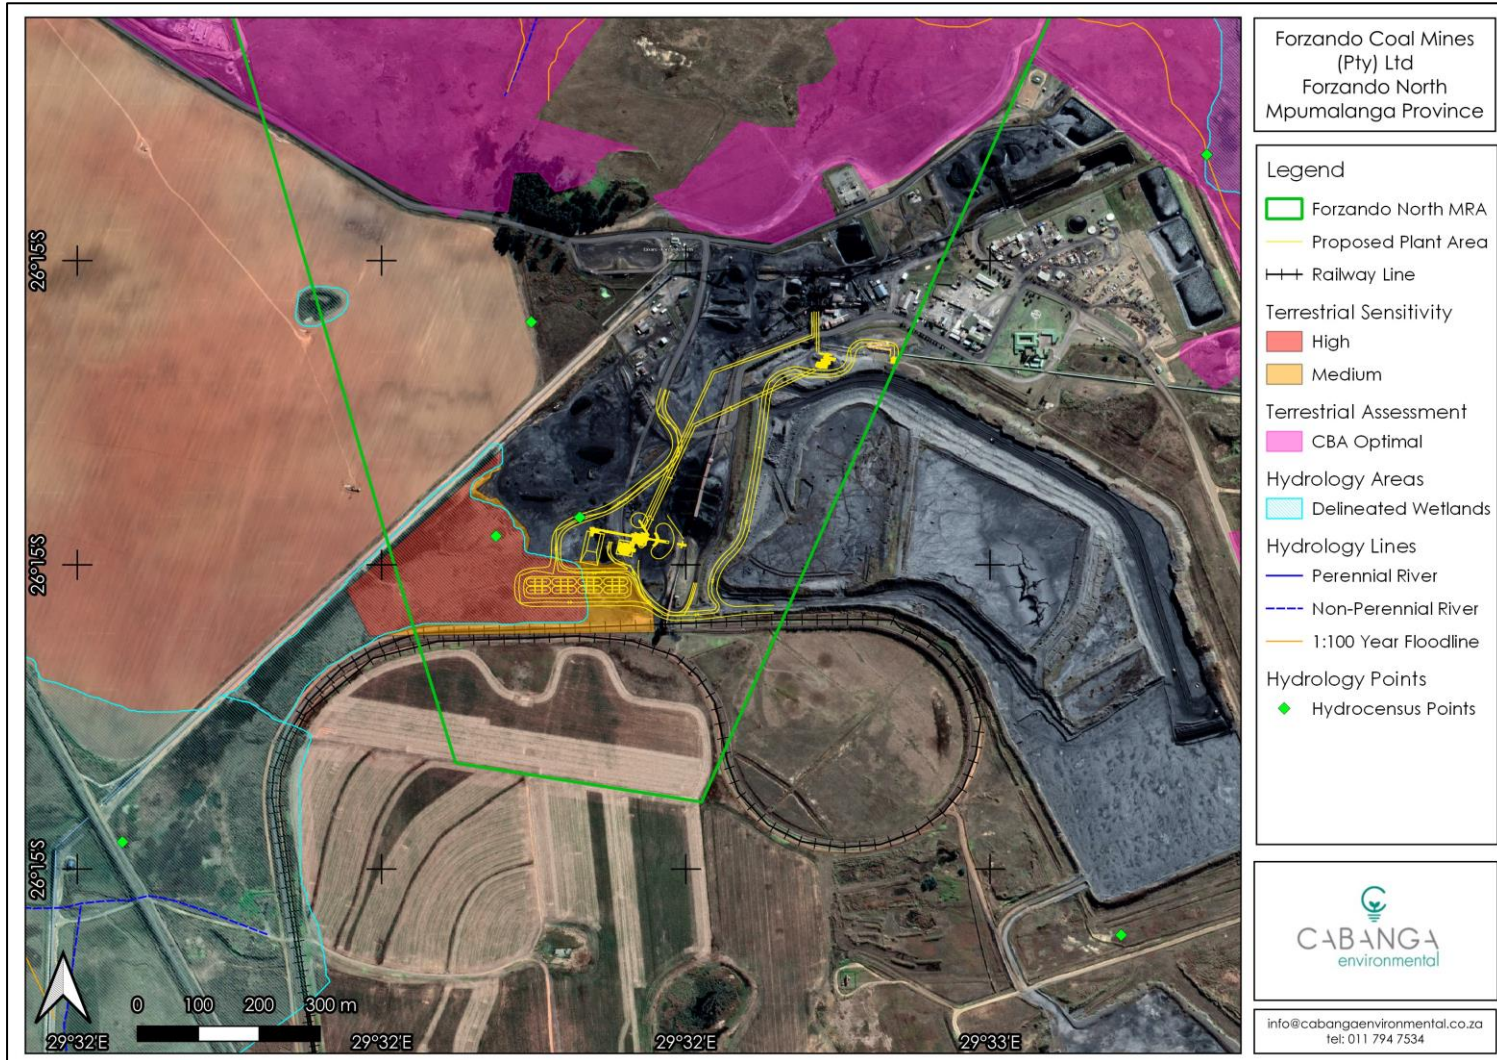 Forzando Coal Mines
(Pty) Ltd
Forzando North
Mpumalanga Province
Legend
Forzando North MRA
Proposed Plant Area
Railway Line
Terrestrial Sensitivity
High
Medium
Terrestrial Assessment
CBA Optimal
Hydrology Areas
Delineated Wetlands
Hydrology Lines
Perennial River
Non-Perennial River
1:100 Year Floodline
Hydrology Points
Hydrocensus Points
CABANGA
environmental
info@cabangaenvironmental.co.za
tel: 011 794 7534
26°15'S
26°15'S
26°15'S
0 100 200 300 m
29°32'E
29°32'E
29°32'E
29°33'E